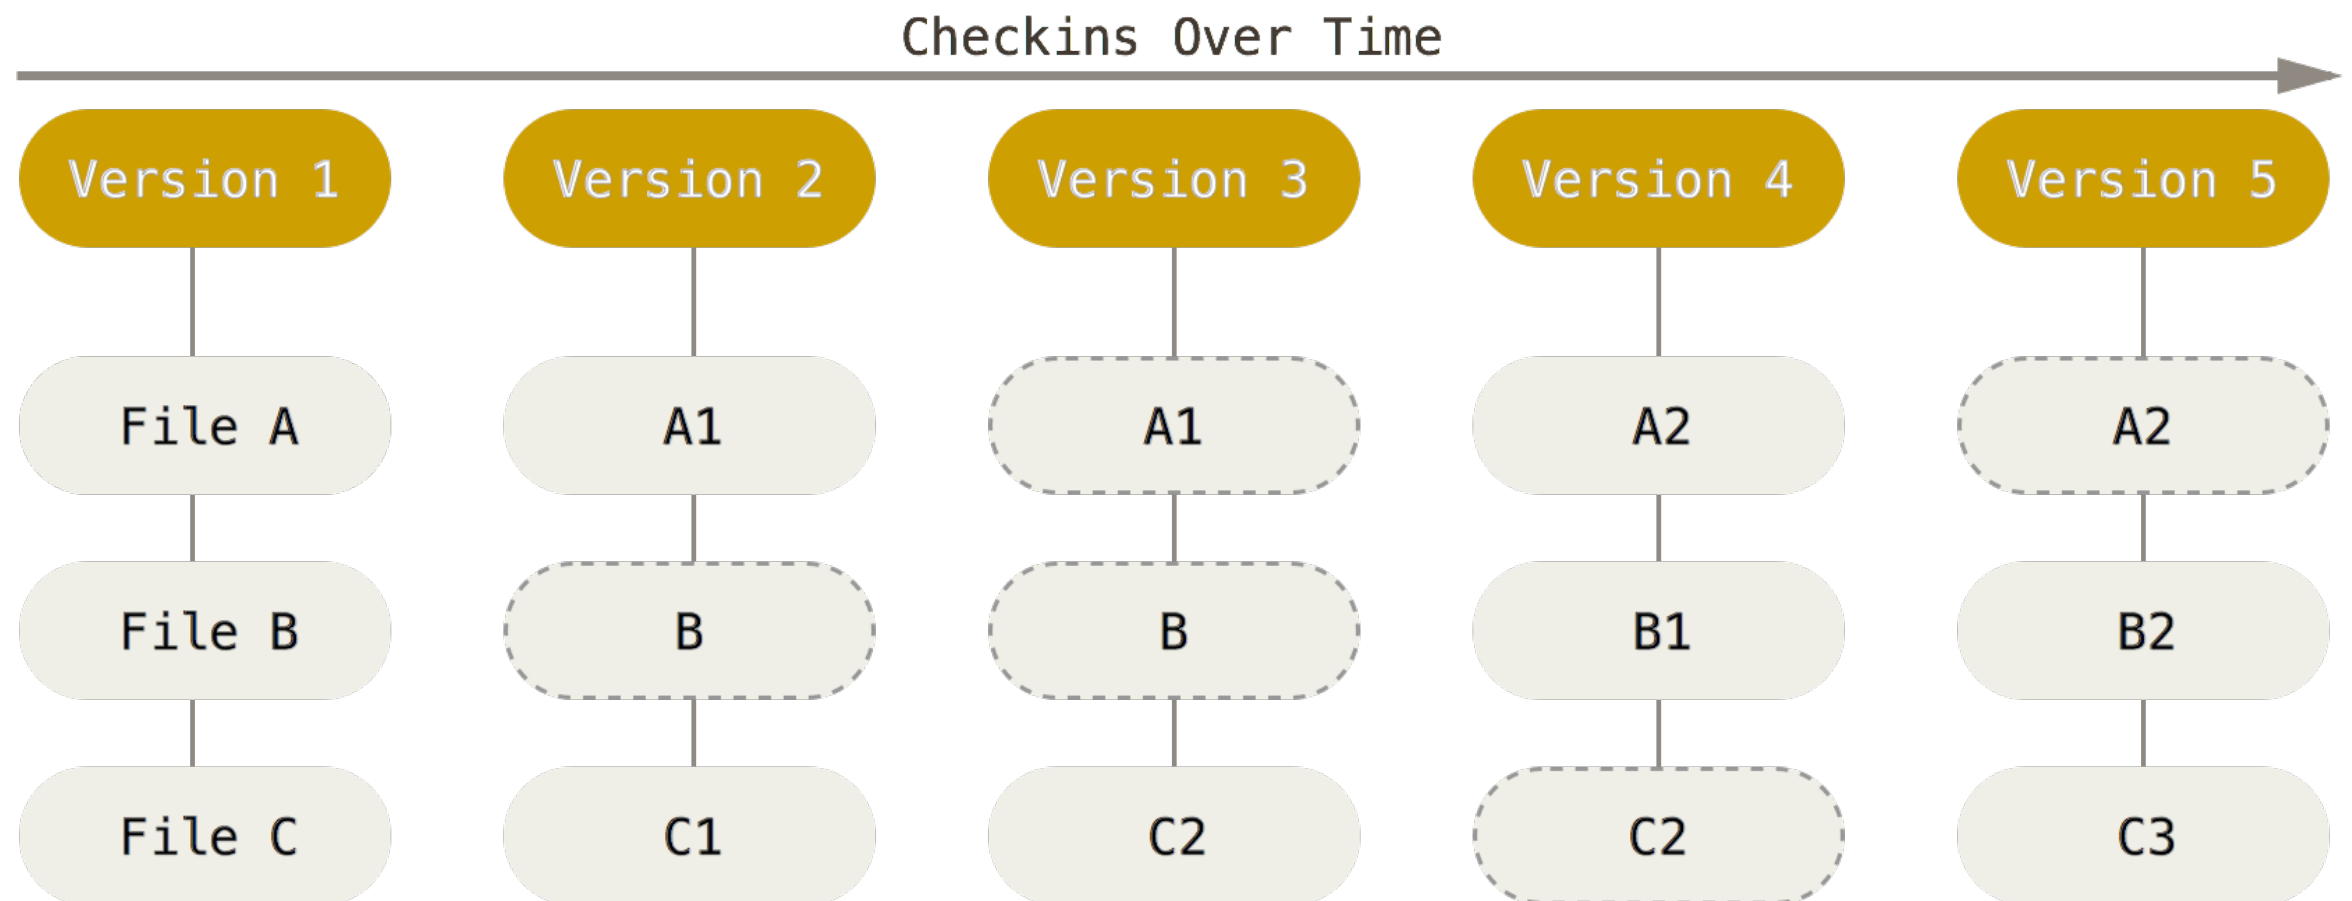 Checkins Over Time
Version 1 Version 2 Version 3 Version 4 Version 5
File A A1 A1 A2 A2
File B B B B1 B2
File C C1 C2 C2 C3